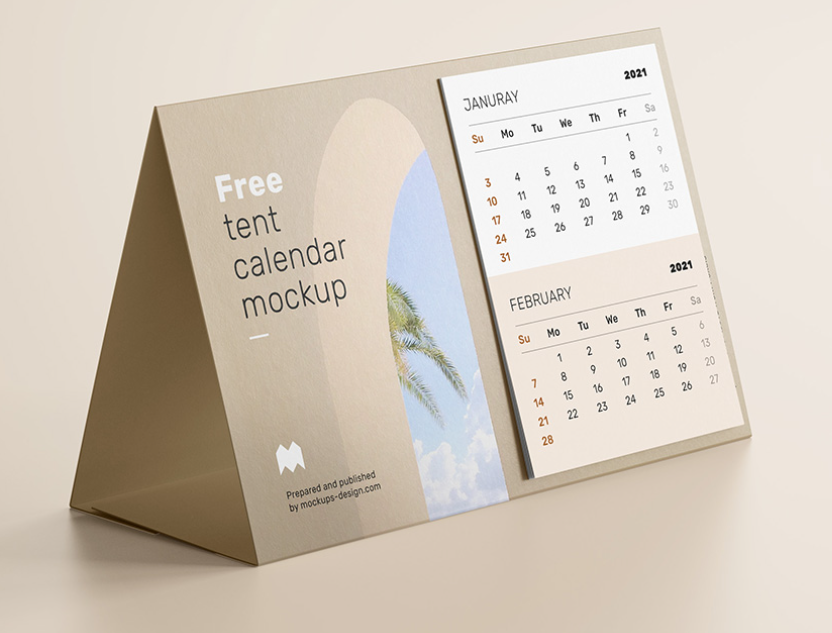 Free
tent
calendar
mockup
Prepared and published
by mockups-design.com
JANURAY
2021
Su Mo Tu We Th Fr Sa
1 2
3 4 5 6 7 8 9
10 11 12 13 14 15 16
17 18 19 20 21 22 23
24 25 26 27 28 29 30
31
FEBRUARY
2021
Su Mo Tu We Th Fr Sa
1 2 3 4 5 6
7 8 9 10 11 12 13
14 15 16 17 18 19 20
21 22 23 24 25 26 27
28